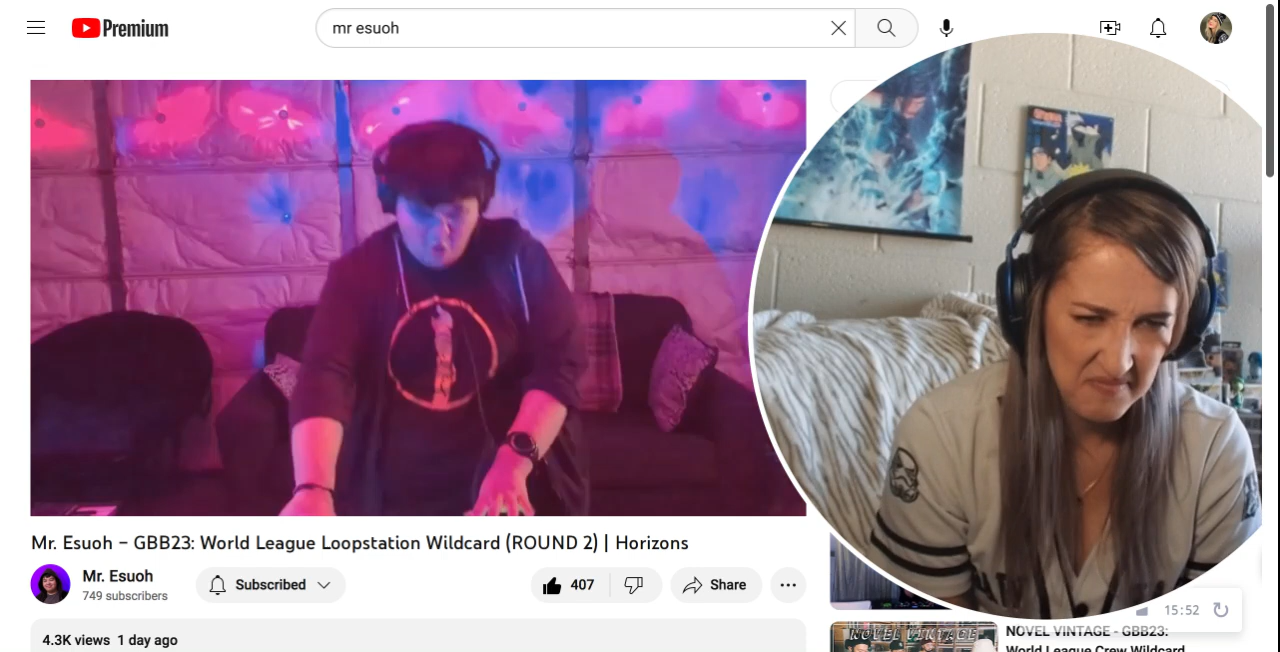 Premium
mr esuoh
Mr. Esuoh – GBB23: World League Loopstation Wildcard (ROUND 2) | Horizons
Mr. Esuoh
749 subscribers
Subscribed
407
Share
4.3K views 1 day ago
15:52
NOVEL VINTAGE
NOVEL VINTAGE - GBB23:
World League Crew Wildcard